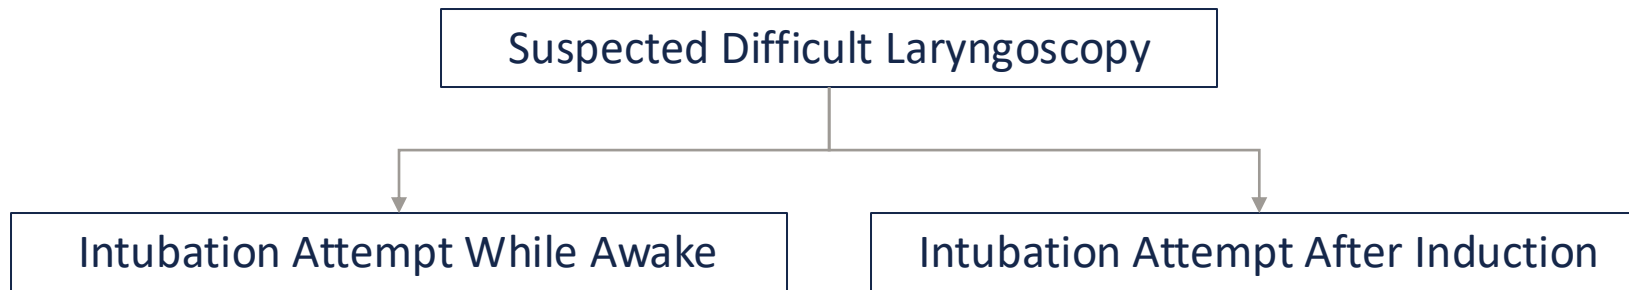 Suspected Difficult Laryngoscopy
Intubation Attempt While Awake
Intubation Attempt After Induction